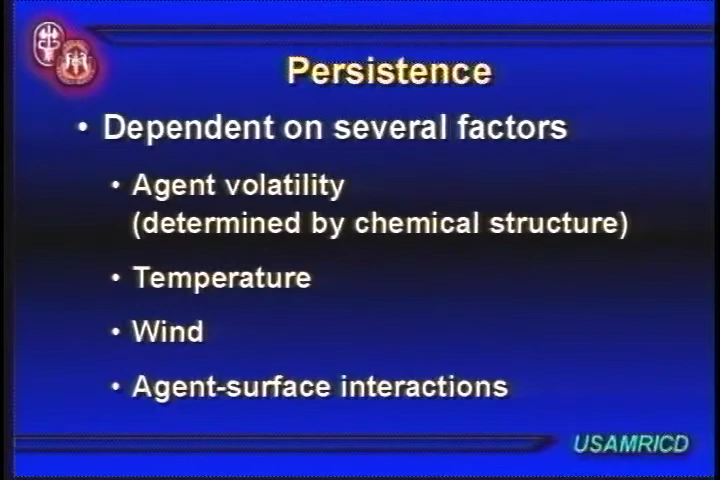 Persistence
• Dependent on several factors
• Agent volatility
(determined by chemical structure)
• Temperature
• Wind
• Agent-surface interactions
USAMRICD